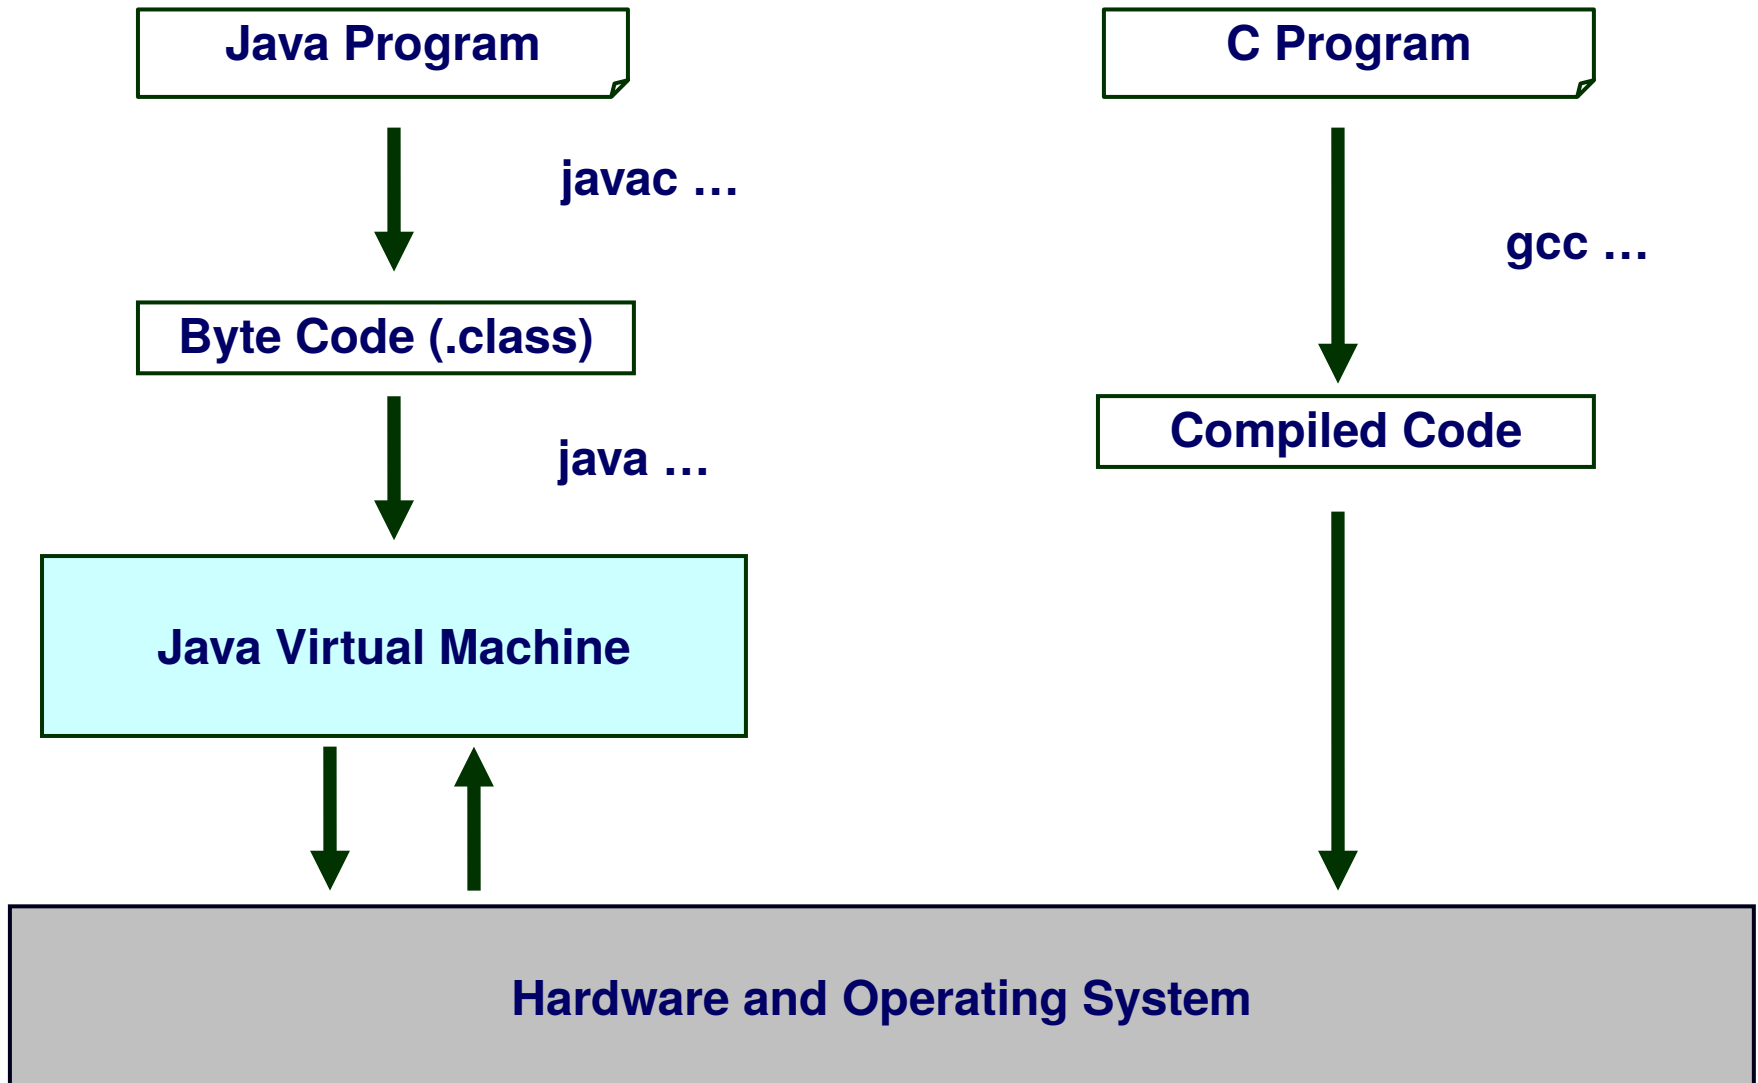 Java Program
javac …
Byte Code (.class)
java …
Java Virtual Machine
C Program
gcc …
Compiled Code
Hardware and Operating System